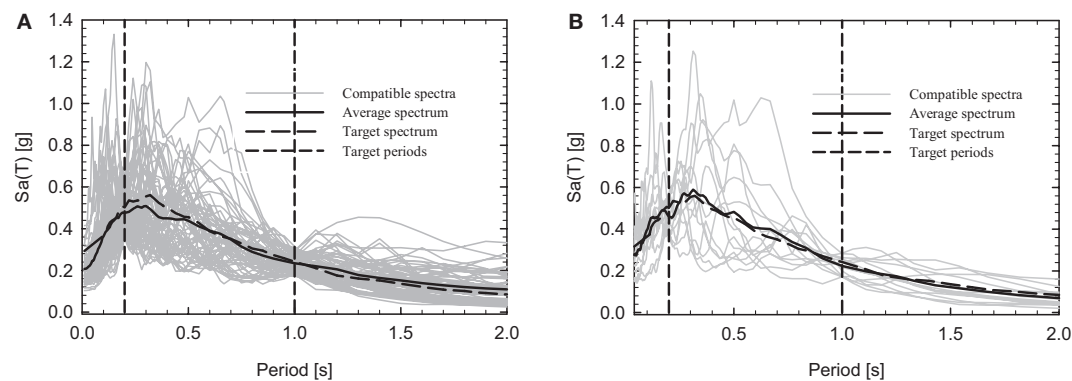 A
B
1.4
1.2
1.0
0.8
0.6
0.4
0.2
0.0
Sa(T) [g]
Compatible spectra
Average spectrum
Target spectrum
Target periods
0.0 0.5 1.0 1.5 2.0
Period [s]
1.4
1.2
1.0
0.8
0.6
0.4
0.2
0.0
Sa(T) [g]
Compatible spectra
Average spectrum
Target spectrum
Target periods
0.5 1.0 1.5 2.0
Period [s]